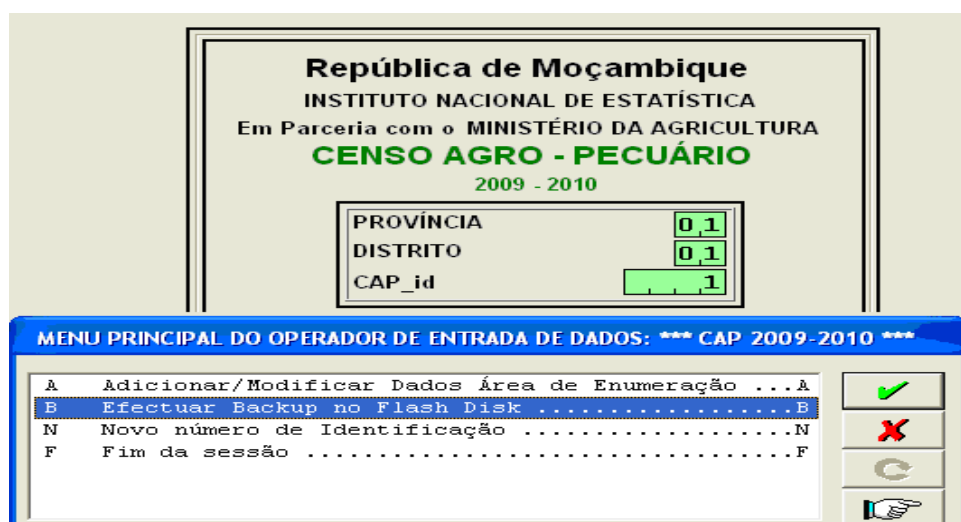 República de Moçambique
INSTITUTO NACIONAL DE ESTATÍSTICA
Em Parceria com o MINISTÉRIO DA AGRICULTURA
CENSO AGRO - PECUÁRIO
2009 - 2010
PROVÍNCIA 0,1
DISTRITO 0,1
CAP_id , , ,1
MENU PRINCIPAL DO OPERADOR DE ENTRADA DE DADOS: *** CAP 2009-2010 ***
A Adicionar/Modificar Dados Área de Enumeração ...A
B Efectuar Backup no Flash Disk ...................B
N Novo número de Identificação ....................N
F Fim da sessão ...................................F